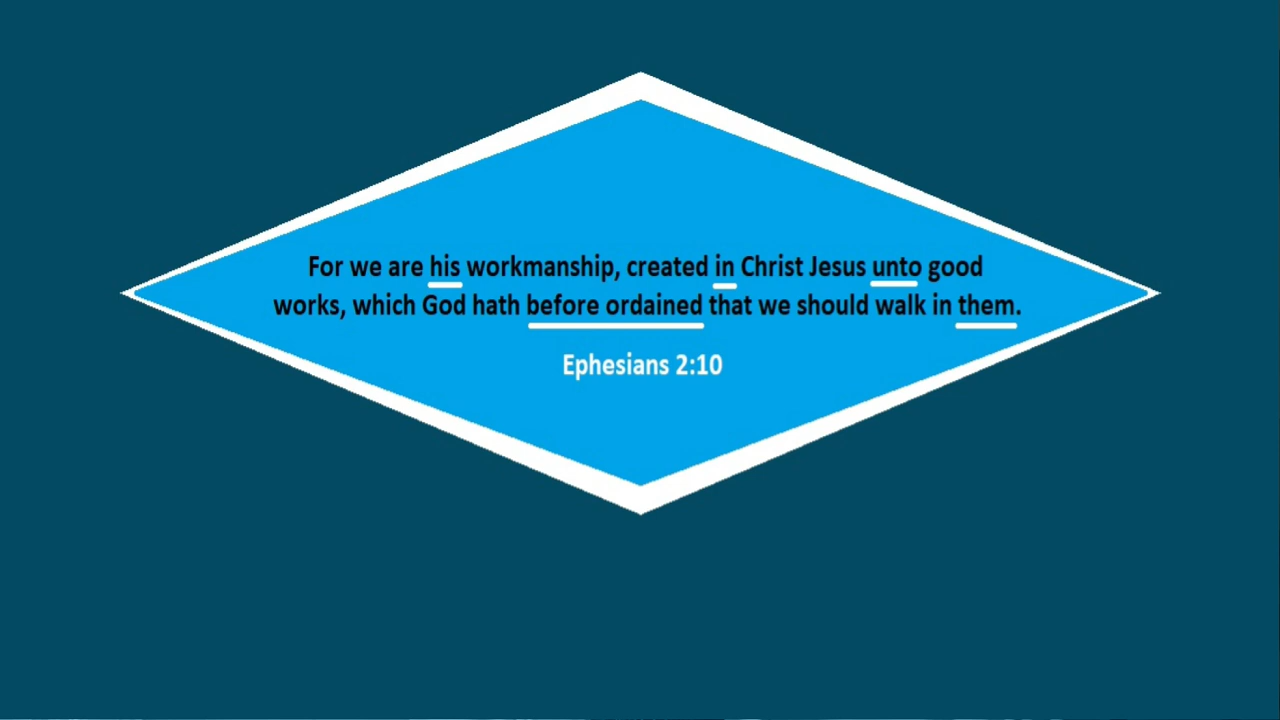 For we are his workmanship, created in Christ Jesus unto good
works, which God hath before ordained that we should walk in them.
Ephesians 2:10